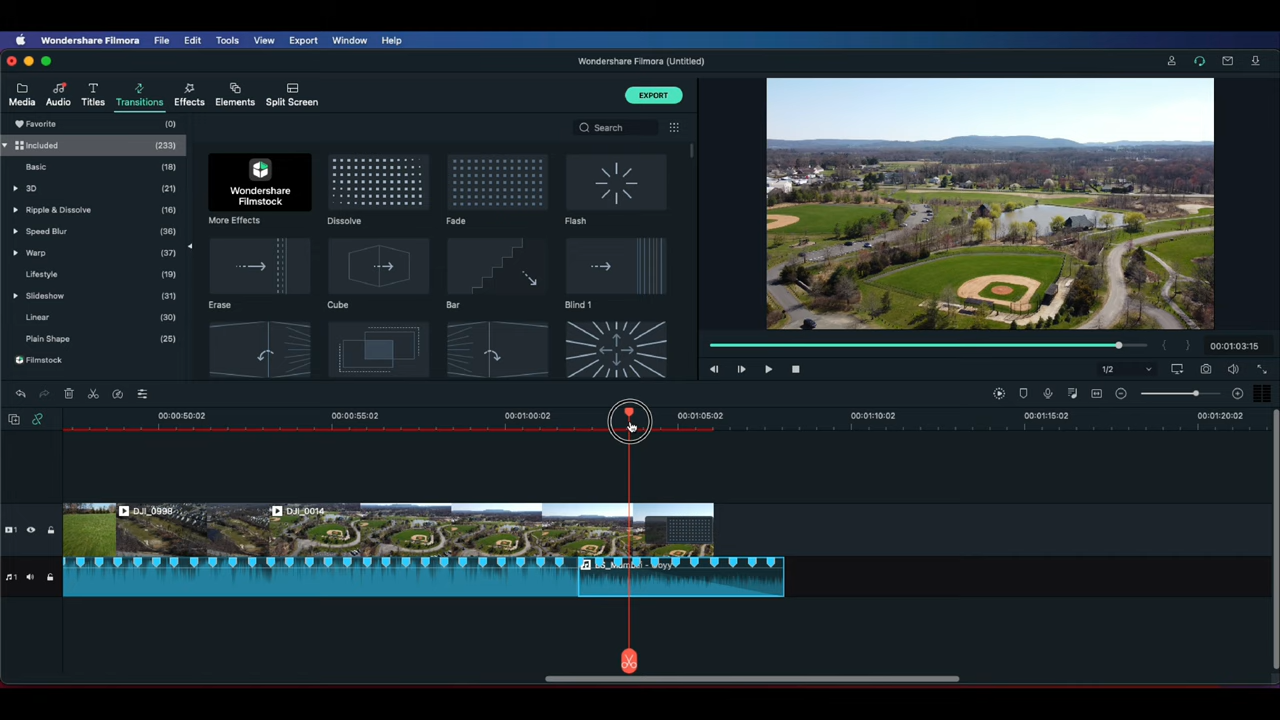 Wondershare Filmora File Edit Tools View Export Window Help
Wondershare Filmora (Untitled)
Media Audio Titles Transitions Effects Elements Split Screen
EXPORT
Favorite (0)
Included (233)
Basic (18)
3D (21)
Ripple & Dissolve (16)
Speed Blur (36)
Warp (37)
Lifestyle (19)
Slideshow (31)
Linear (30)
Plain Shape (25)
Filmstock
Search
Wondershare
Filmstock
More Effects Dissolve Fade Flash
Erase Cube Bar Blind 1
00:01:03:15
1/2
00:00:50:02 00:00:55:02 00:01:00:02 00:01:05:02 00:01:10:02 00:01:15:02 00:01:20:02
DJI_0998 DJI_0014
1
1